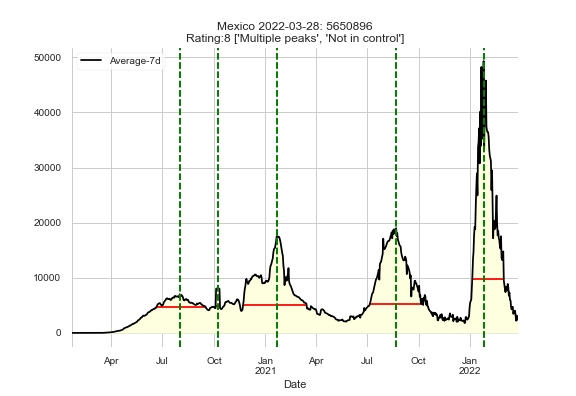 Mexico 2022-03-28: 5650896
Rating:8 ['Multiple peaks', 'Not in control']
Average-7d
50000
40000
30000
20000
10000
0
Apr
Jul
Oct
Jan
2021
Apr
Jul
Oct
Jan
2022
Date